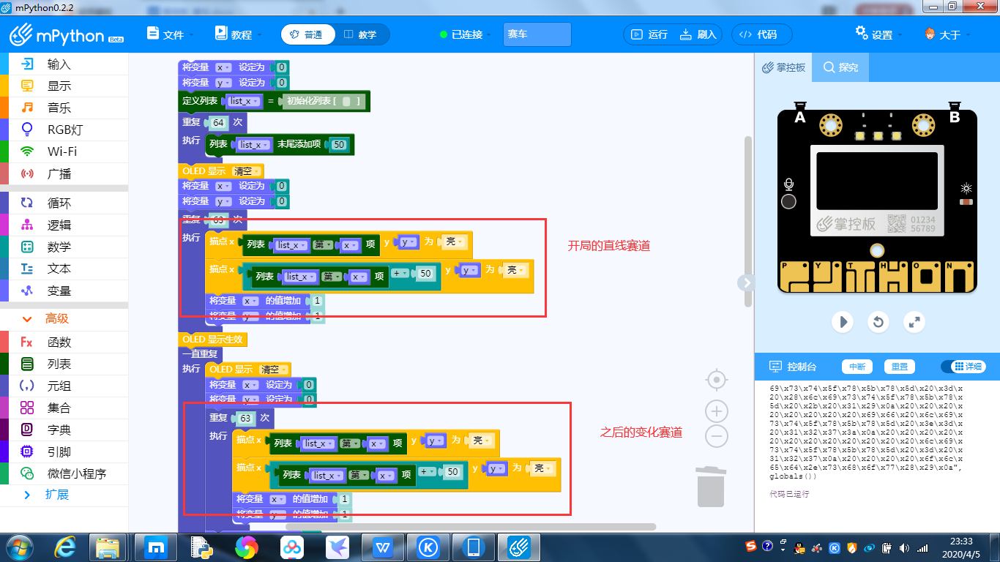 mPython0.2.2
mPython Beta
文件
教程
普通
教学
已连接
赛车
运行
刷入
</> 代码
设置
大于
输入
显示
音乐
RGB灯
Wi-Fi
广播
循环
逻辑
数学
文本
变量
高级
Fx 函数
列表
元组
集合
字典
引脚
微信小程序
扩展
将变量 x 设定为 0
将变量 y 设定为 0
定义列表 list_x = 初始化列表 [ ]
重复 64 次
执行 列表 list_x 末尾添加项 50
OLED 显示 清空
将变量 x 设定为 0
将变量 y 设定为 0
重复 63 次
执行 描点 x 列表 list_x 第 x 项 y y 为 亮
描点 x 列表 list_x 第 x 项 + 50 y y 为 亮
将变量 x 的值增加 1
将变量 y 的值增加 1
开局的直线赛道
OLED 显示生效
一直重复
执行 OLED 显示 清空
将变量 x 设定为 0
将变量 y 设定为 0
重复 63 次
执行 描点 x 列表 list_x 第 x 项 y y 为 亮
描点 x 列表 list_x 第 x 项 + 50 y y 为 亮
将变量 x 的值增加 1
将变量 y 的值增加 1
之后的变化赛道
掌控板
探究
A
B
掌控板
01234
56789
P Y T H O N
控制台
中断
重置
详细
69\x73\x74\x5f\x78\x5b\x78\x5d\x20\x3d\x
20\x28\x6c\x69\x73\x74\x5f\x78\x5b\x78\x
5d\x20\x2b\x20\x31\x29\x0a\x20\x20\x20\x
20\x20\x20\x20\x20\x69\x66\x20\x6c\x69\x
73\x74\x5f\x78\x5b\x78\x5d\x20\x3e\x3d\x
20\x31\x32\x37\x3a\x0a\x20\x20\x20\x20\x
20\x20\x20\x20\x20\x20\x20\x20\x6c\x69\x
73\x74\x5f\x78\x5b\x78\x5d\x20\x3d\x20\x
31\x32\x37\x0a\x20\x20\x20\x20\x6f\x6c\x
65\x64\x2e\x73\x68\x6f\x77\x28\x29\x0a",
globals())
代码已运行
23:33
2020/4/5